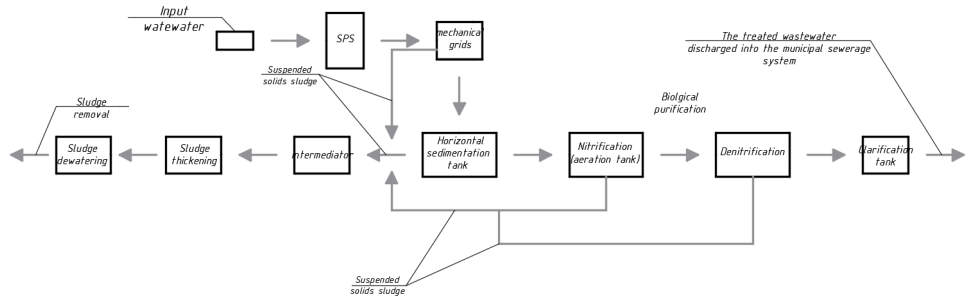 Input
watewater
SPS
mechanical
grids
The treated wastewater
discharged into the municipal sewerage
system
Suspended
solids sludge
Biolgical
purification
Sludge
removal
Sludge
dewatering
Sludge
thickening
intermediator
Horizontal
sedimentation
tank
Nitrification
(aeration tank)
Denitrification
Clarification
tank
Suspended
solids sludge